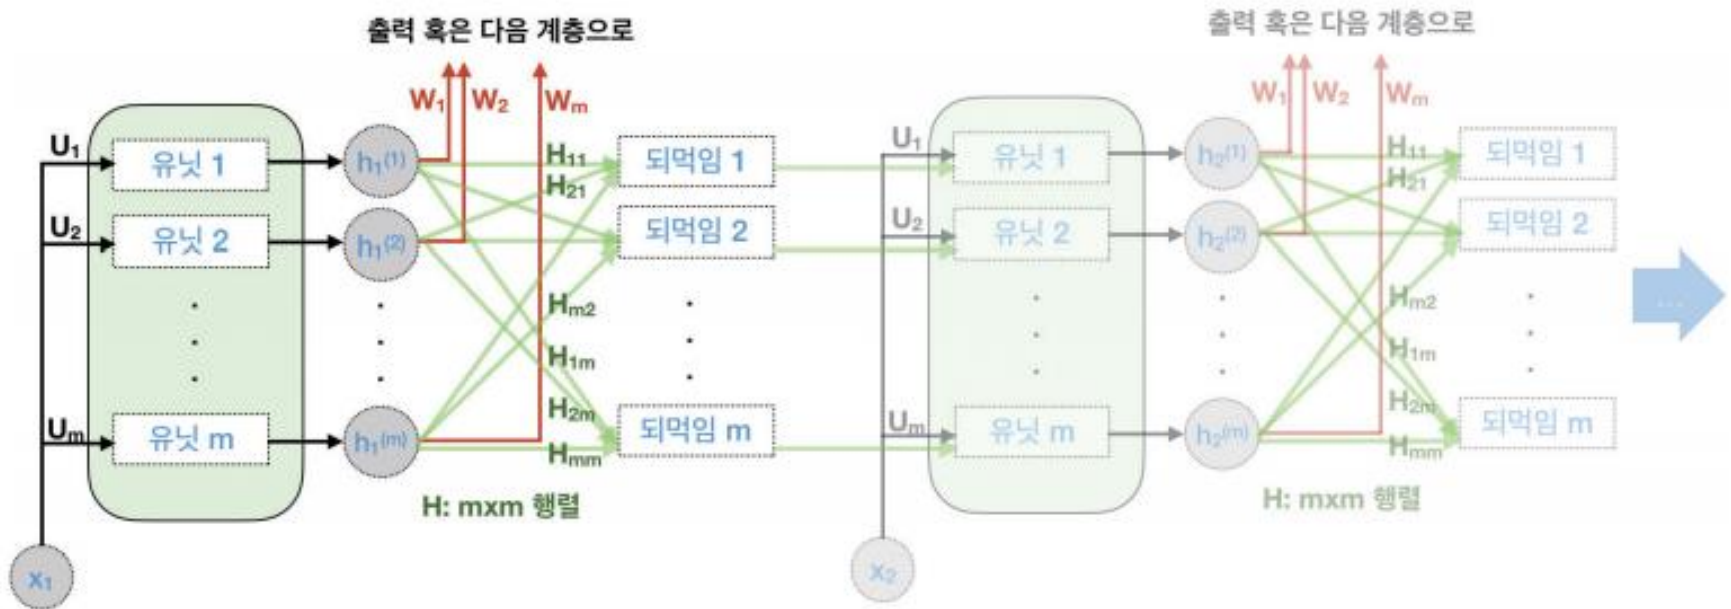 출력 혹은 다음 계층으로
W₁ W₂ Wₘ
U₁ 유닛 1 h₁⁽¹⁾ H₁₁ 되먹임 1
H₂₁
U₂ 유닛 2 h₁⁽²⁾ 되먹임 2
Hₘ₂
H₁ₘ
H₂ₘ
Uₘ 유닛 m h₁⁽ᵐ⁾ 되먹임 m
Hₘₘ
H: mxm 행렬
x₁
출력 혹은 다음 계층으로
W₁ W₂ Wₘ
U₁ 유닛 1 h₂⁽¹⁾ H₁₁ 되먹임 1
H₂₁
U₂ 유닛 2 h₂⁽²⁾ 되먹임 2
Hₘ₂
H₁ₘ
H₂ₘ
Uₘ 유닛 m h₂⁽ᵐ⁾ 되먹임 m
Hₘₘ
H: mxm 행렬
x₂
...